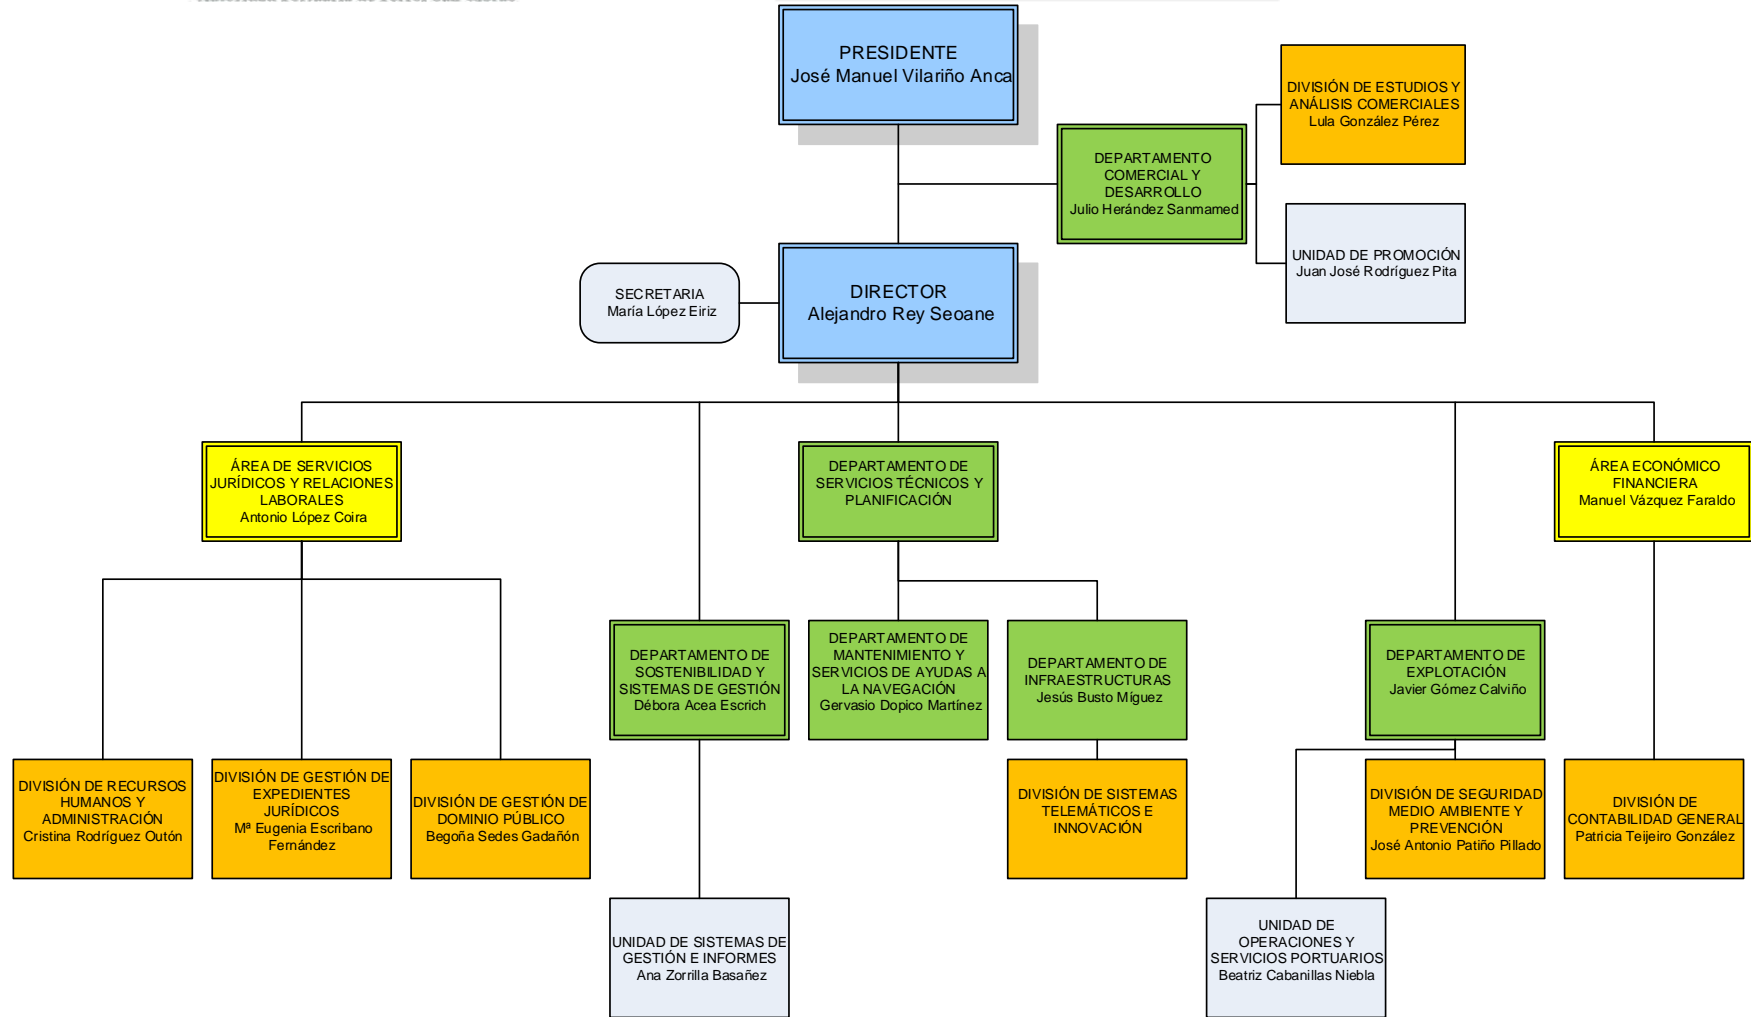 PRESIDENTE
José Manuel Vilariño Anca
DIVISIÓN DE ESTUDIOS Y
ANÁLISIS COMERCIALES
Lula González Pérez
DEPARTAMENTO
COMERCIAL Y
DESARROLLO
Julio Herández Sanmamed
UNIDAD DE PROMOCIÓN
Juan José Rodríguez Pita
SECRETARIA
María López Eiriz
DIRECTOR
Alejandro Rey Seoane
ÁREA DE SERVICIOS
JURÍDICOS Y RELACIONES
LABORALES
Antonio López Coira
DEPARTAMENTO DE
SERVICIOS TÉCNICOS Y
PLANIFICACIÓN
ÁREA ECONÓMICO
FINANCIERA
Manuel Vázquez Faraldo
DEPARTAMENTO DE
SOSTENIBILIDAD Y
SISTEMAS DE GESTIÓN
Débora Acea Escrich
DEPARTAMENTO DE
MANTENIMIENTO Y
SERVICIOS DE AYUDAS A
LA NAVEGACIÓN
Gervasio Dopico Martínez
DEPARTAMENTO DE
INFRAESTRUCTURAS
Jesús Busto Míguez
DEPARTAMENTO DE
EXPLOTACIÓN
Javier Gómez Calviño
DIVISIÓN DE RECURSOS
HUMANOS Y
ADMINISTRACIÓN
Cristina Rodríguez Outón
DIVISIÓN DE GESTIÓN DE
EXPEDIENTES
JURÍDICOS
Mª Eugenia Escribano
Fernández
DIVISIÓN DE GESTIÓN DE
DOMINIO PÚBLICO
Begoña Sedes Gadañón
DIVISIÓN DE SISTEMAS
TELEMÁTICOS E
INNOVACIÓN
DIVISIÓN DE SEGURIDAD
MEDIO AMBIENTE Y
PREVENCIÓN
José Antonio Patiño Pillado
DIVISIÓN DE
CONTABILIDAD GENERAL
Patricia Teijeiro González
UNIDAD DE SISTEMAS DE
GESTIÓN E INFORMES
Ana Zorrilla Basañez
UNIDAD DE
OPERACIONES Y
SERVICIOS PORTUARIOS
Beatriz Cabanillas Niebla